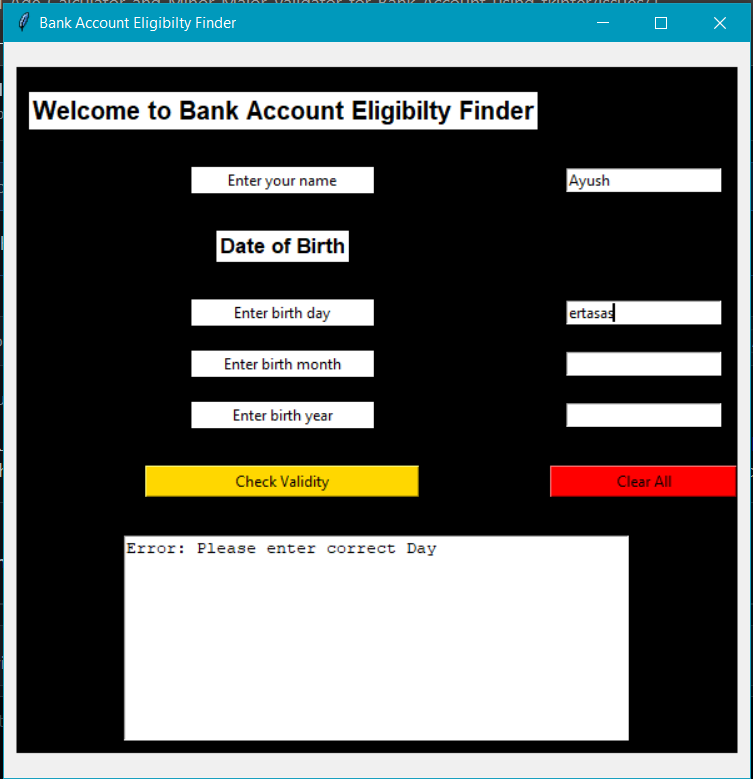 Bank Account Eligibilty Finder
Welcome to Bank Account Eligibilty Finder
Enter your name
Ayush
Date of Birth
Enter birth day
ertasas
Enter birth month
Enter birth year
Check Validity
Clear All
Error: Please enter correct Day